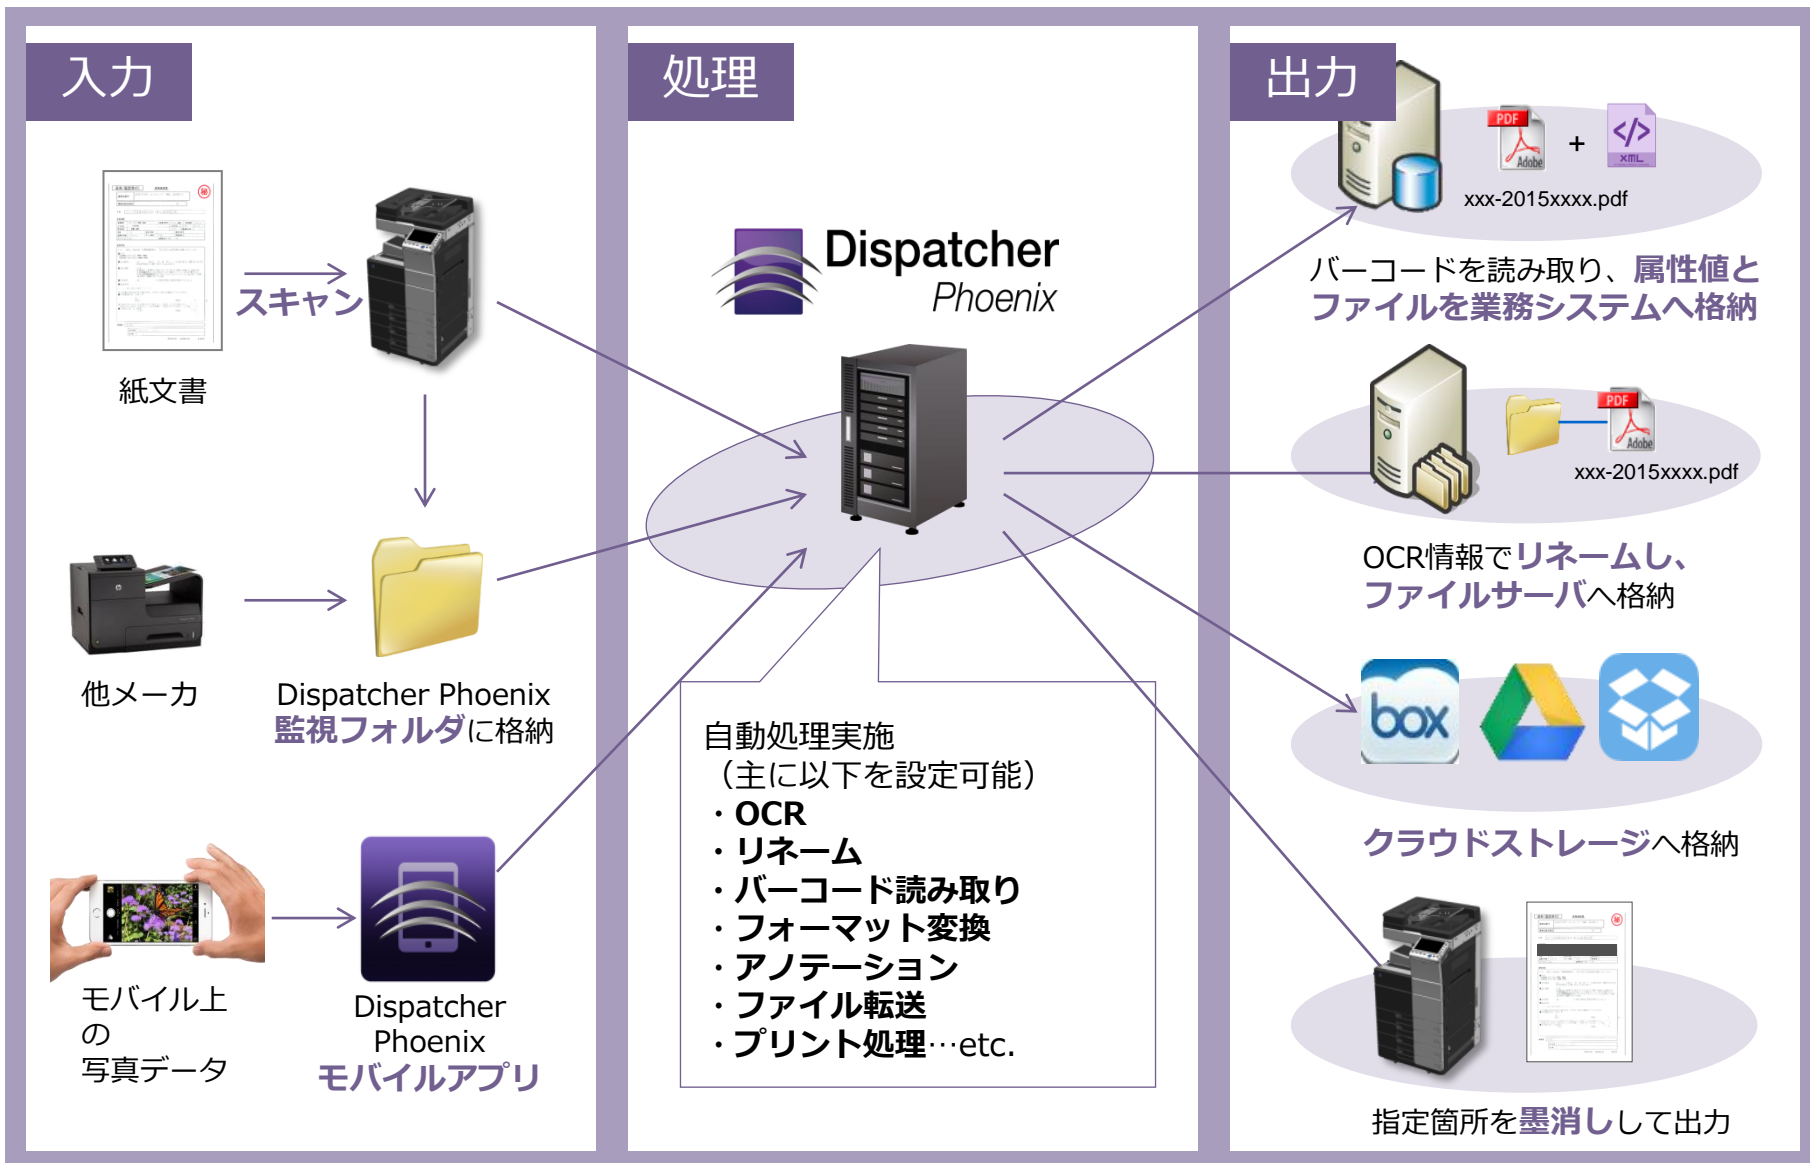 入力
スキャン
紙文書
他メーカ
Dispatcher Phoenix
監視フォルダに格納
モバイル上
の
写真データ
Dispatcher
Phoenix
モバイルアプリ
処理
Dispatcher
Phoenix
自動処理実施
（主に以下を設定可能）
・OCR
・リネーム
・バーコード読み取り
・フォーマット変換
・アノテーション
・ファイル転送
・プリント処理…etc.
出力
PDF
Adobe
+
</>
XML
xxx-2015xxxx.pdf
バーコードを読み取り、属性値と
ファイルを業務システムへ格納
PDF
Adobe
xxx-2015xxxx.pdf
OCR情報でリネームし、
ファイルサーバへ格納
box
クラウドストレージへ格納
指定箇所を墨消しして出力